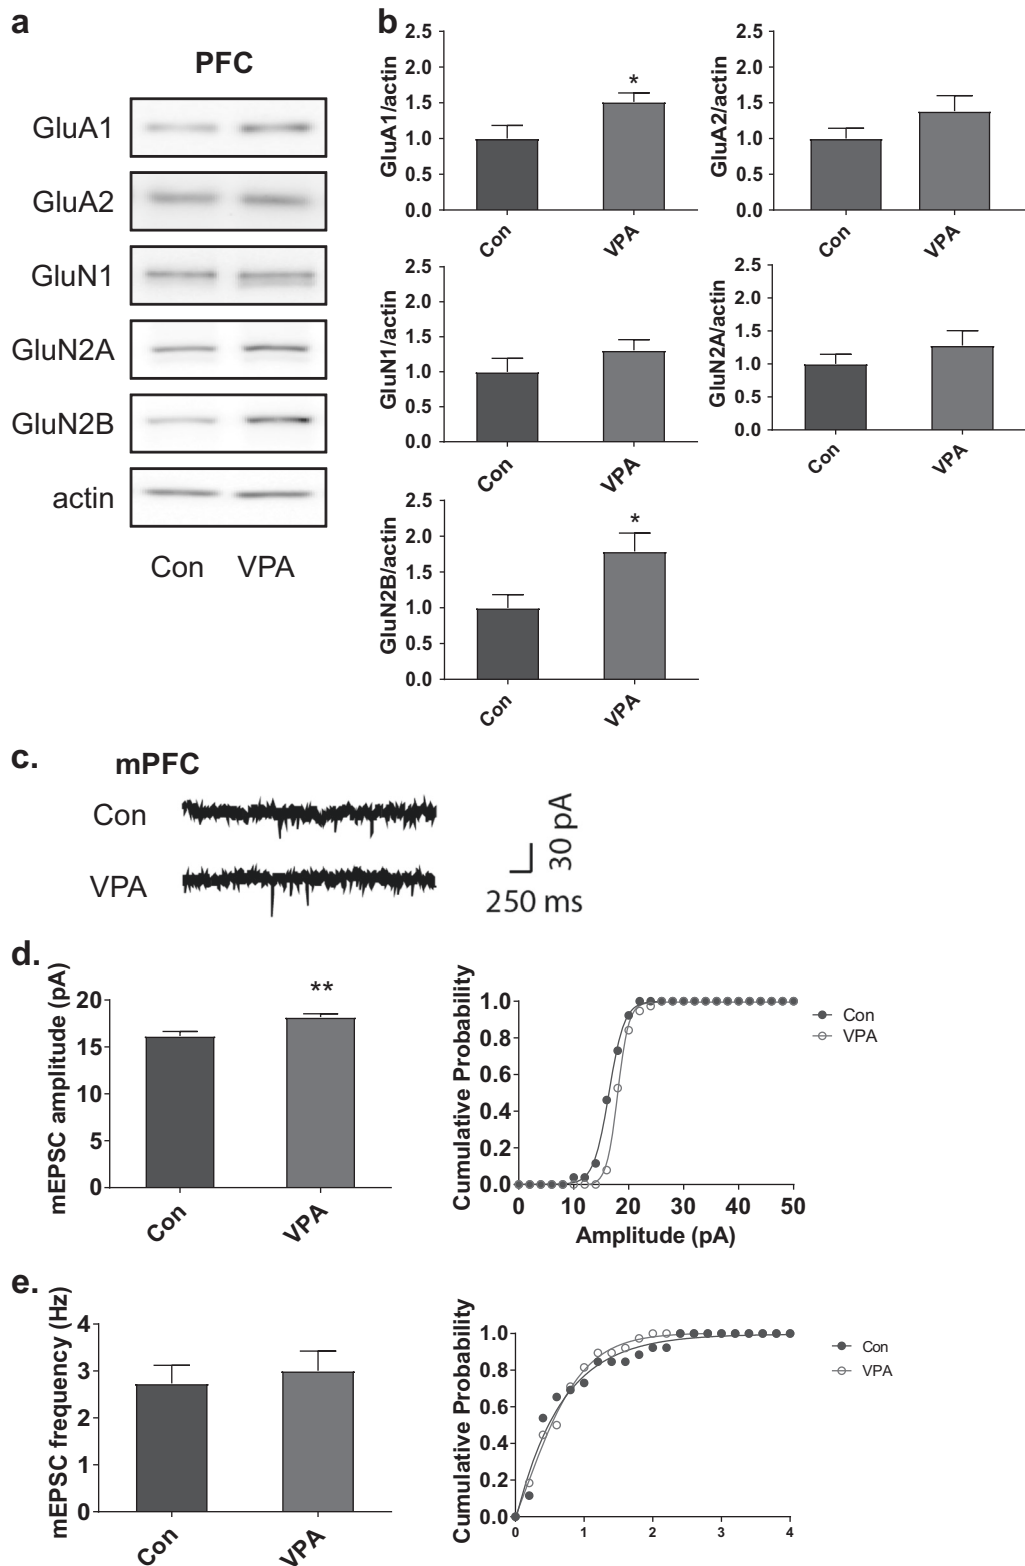 a
PFC
GluA1
GluA2
GluN1
GluN2A
GluN2B
actin
Con VPA
b
GluA1/actin
2.5
2.0
1.5
1.0
0.5
0.0
*
Con
VPA
GluA2/actin
2.5
2.0
1.5
1.0
0.5
0.0
Con
VPA
GluN1/actin
2.5
2.0
1.5
1.0
0.5
0.0
Con
VPA
GluN2A/actin
2.5
2.0
1.5
1.0
0.5
0.0
Con
VPA
GluN2B/actin
2.5
2.0
1.5
1.0
0.5
0.0
*
Con
VPA
c.
mPFC
Con
VPA
30 pA
250 ms
d.
mEPSC amplitude (pA)
20
15
10
5
0
**
Con
VPA
Cumulative Probability
1.0
0.8
0.6
0.4
0.2
0.0
0 10 20 30 40 50
Amplitude (pA)
Con
VPA
e.
mEPSC frequency (Hz)
4
3
2
1
0
Con
VPA
Cumulative Probability
1.0
0.8
0.6
0.4
0.2
0.0
0 1 2 3 4
Con
VPA